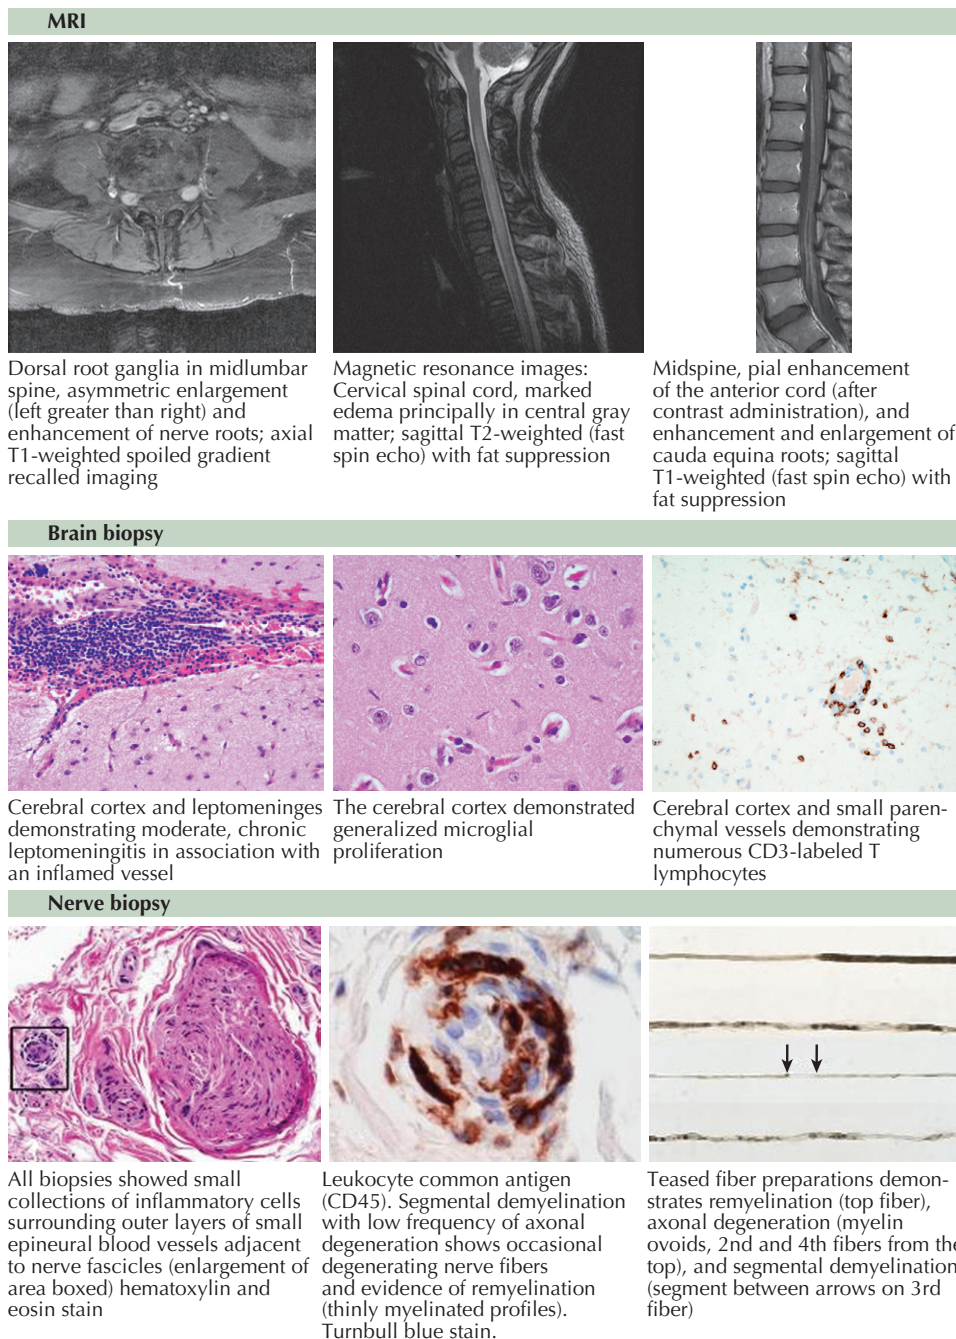 MRI
Dorsal root ganglia in midlumbar
spine, asymmetric enlargement
(left greater than right) and
enhancement of nerve roots; axial
T1-weighted spoiled gradient
recalled imaging
Magnetic resonance images:
Cervical spinal cord, marked
edema principally in central gray
matter; sagittal T2-weighted (fast
spin echo) with fat suppression
Midspine, pial enhancement
of the anterior cord (after
contrast administration), and
enhancement and enlargement of
cauda equina roots; sagittal
T1-weighted (fast spin echo) with
fat suppression
Brain biopsy
Cerebral cortex and leptomeninges
demonstrating moderate, chronic
leptomeningitis in association with
an inflamed vessel
The cerebral cortex demonstrated
generalized microglial
proliferation
Cerebral cortex and small paren-
chymal vessels demonstrating
numerous CD3-labeled T
lymphocytes
Nerve biopsy
All biopsies showed small
collections of inflammatory cells
surrounding outer layers of small
epineural blood vessels adjacent
to nerve fascicles (enlargement of
area boxed) hematoxylin and
eosin stain
Leukocyte common antigen
(CD45). Segmental demyelination
with low frequency of axonal
degeneration shows occasional
degenerating nerve fibers
and evidence of remyelination
(thinly myelinated profiles).
Turnbull blue stain.
Teased fiber preparations demon-
strates remyelination (top fiber),
axonal degeneration (myelin
ovoids, 2nd and 4th fibers from the
top), and segmental demyelination
(segment between arrows on 3rd
fiber)